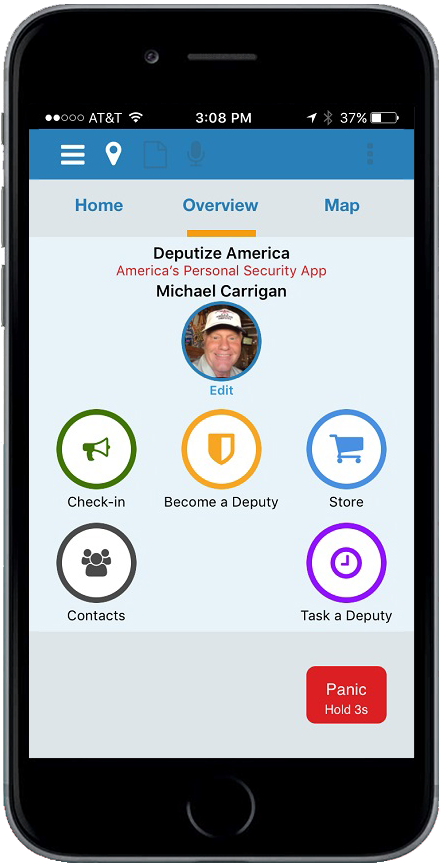 AT&T 3:08 PM 37%
Home Overview Map
Deputize America
America's Personal Security App
Michael Carrigan
Edit
Check-in Become a Deputy Store
Contacts Task a Deputy
Panic
Hold 3s